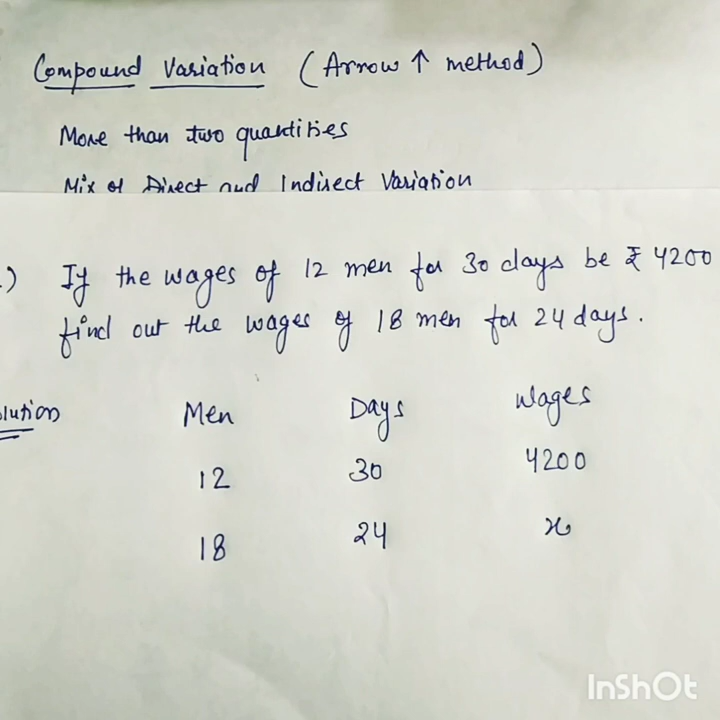 Compound Variation (Arrow ↑ method)
More than two quantities
Mix of Direct and Indirect Variation
.) If the wages of 12 men for 30 days be ₹ 4200
find out the wages of 18 men for 24 days.
lution Men Days Wages
12 30 4200
18 24 x
InShOt